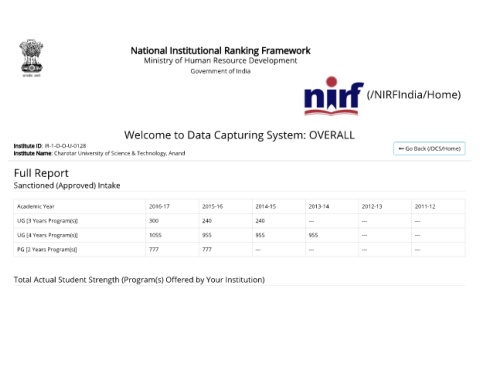 National Institutional Ranking Framework
Ministry of Human Resource Development
Government of India
nirf (/NIRFIndia/Home)
Welcome to Data Capturing System: OVERALL
Institute ID: IR-1-O-O-U-0128
Institute Name: Charotar University of Science & Technology, Anand
← Go Back (/DCS/Home)
Full Report
Sanctioned (Approved) Intake
Academic Year 2016-17 2015-16 2014-15 2013-14 2012-13 2011-12
UG [3 Years Program(s)] 300 240 240 --- --- ---
UG [4 Years Program(s)] 1055 955 955 955 --- ---
PG [2 Years Program(s)] 777 777 --- --- --- ---
Total Actual Student Strength (Program(s) Offered by Your Institution)